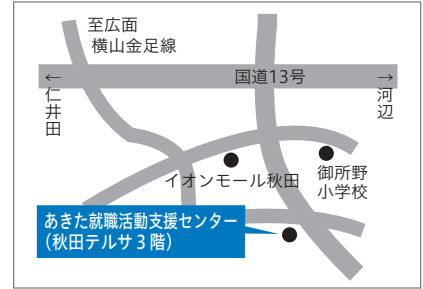 至広面
横山金足線
国道13号
←
仁井田
→
河辺
イオンモール秋田
御所野
小学校
あきた就職活動支援センター
(秋田テルサ3階)